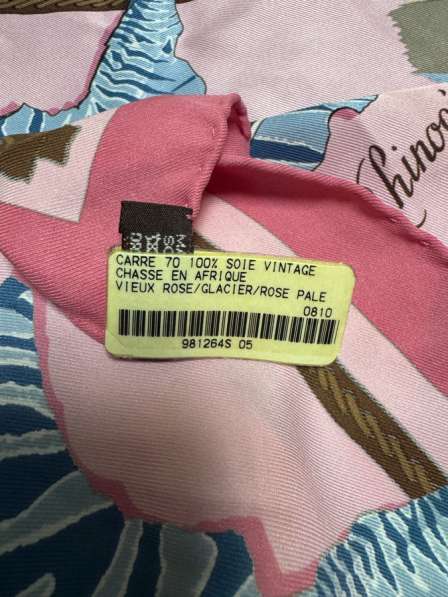 CARRE 70 100% SOIE VINTAGE
CHASSE EN AFRIQUE
VIEUX ROSE/GLACIER/ROSE PALE
0810
981264S 05